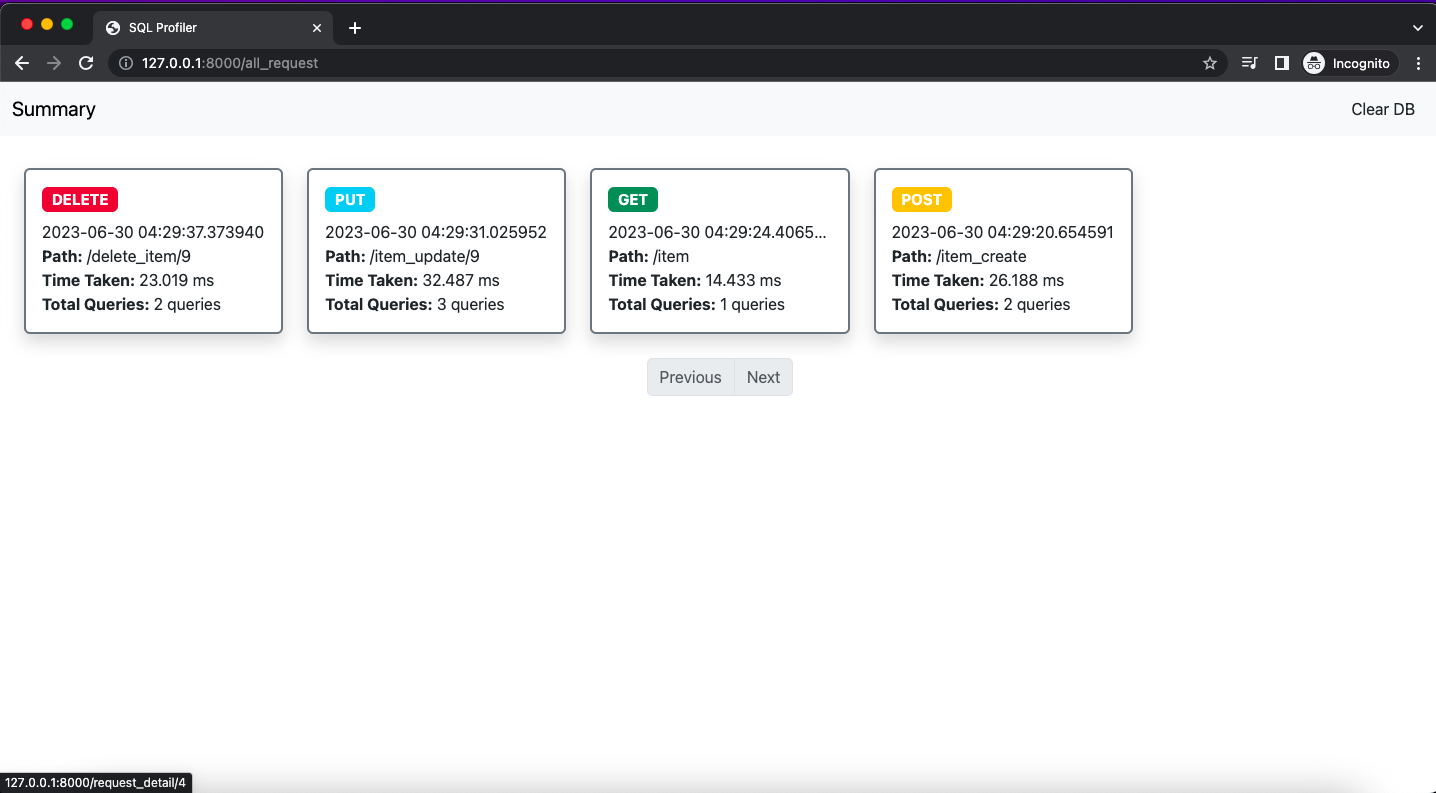 SQL Profiler
127.0.0.1:8000/all_request
Incognito
Summary
Clear DB
DELETE
2023-06-30 04:29:37.373940
Path: /delete_item/9
Time Taken: 23.019 ms
Total Queries: 2 queries
PUT
2023-06-30 04:29:31.025952
Path: /item_update/9
Time Taken: 32.487 ms
Total Queries: 3 queries
GET
2023-06-30 04:29:24.4065...
Path: /item
Time Taken: 14.433 ms
Total Queries: 1 queries
POST
2023-06-30 04:29:20.654591
Path: /item_create
Time Taken: 26.188 ms
Total Queries: 2 queries
Previous
Next
127.0.0.1:8000/request_detail/4